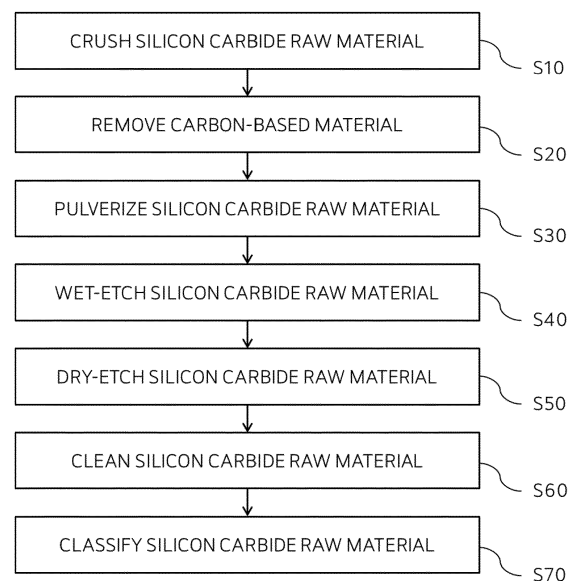 CRUSH SILICON CARBIDE RAW MATERIAL
S10
REMOVE CARBON-BASED MATERIAL
S20
PULVERIZE SILICON CARBIDE RAW MATERIAL
S30
WET-ETCH SILICON CARBIDE RAW MATERIAL
S40
DRY-ETCH SILICON CARBIDE RAW MATERIAL
S50
CLEAN SILICON CARBIDE RAW MATERIAL
S60
CLASSIFY SILICON CARBIDE RAW MATERIAL
S70